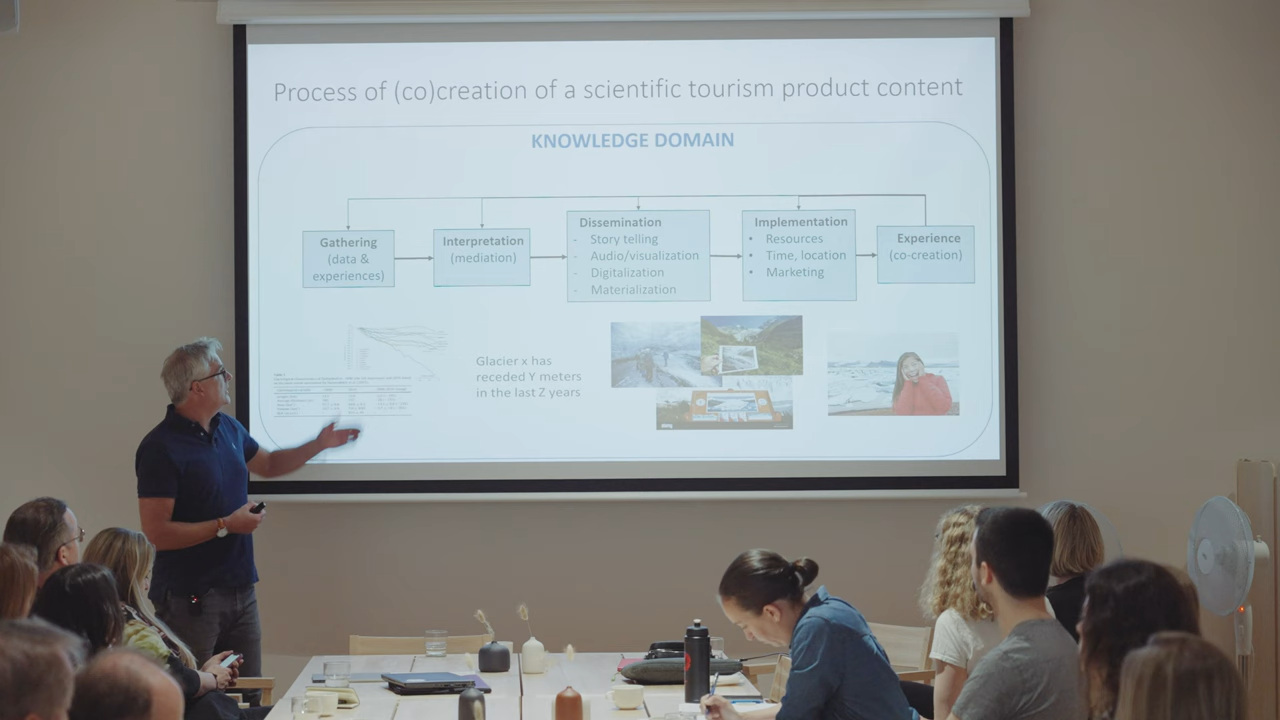 Process of (co)creation of a scientific tourism product content
KNOWLEDGE DOMAIN
Gathering
(data &
experiences)
Interpretation
(mediation)
Dissemination
- Story telling
- Audio/visualization
- Digitalization
- Materialization
Implementation
• Resources
• Time, location
• Marketing
Experience
(co-creation)
Glacier x has
receded Y meters
in the last Z years